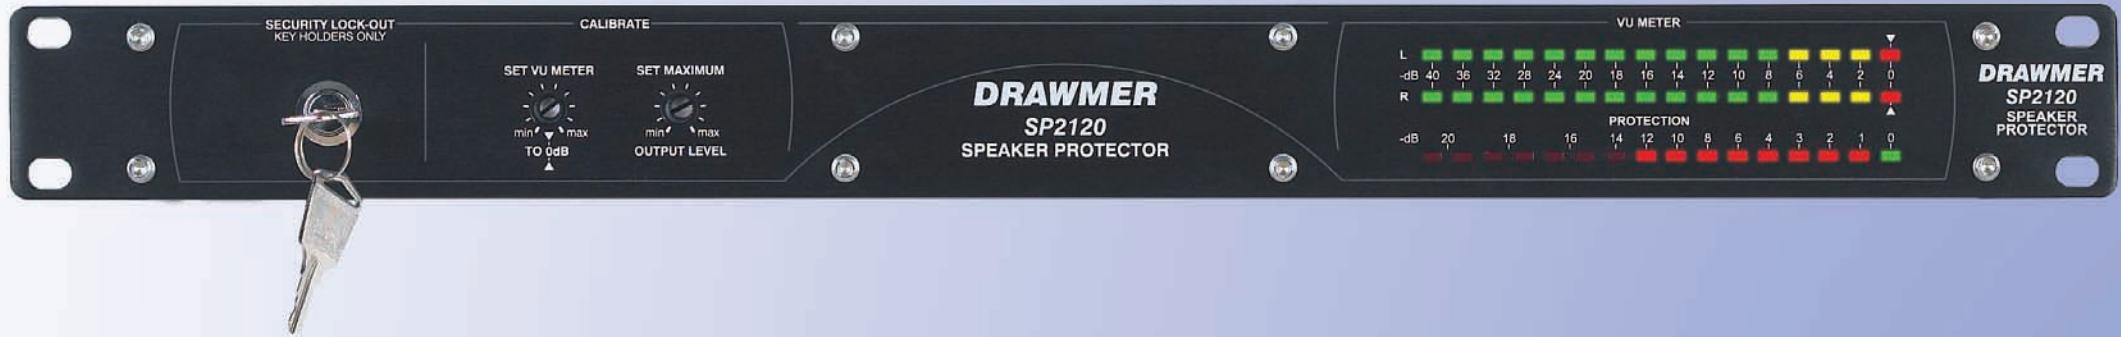 SECURITY LOCK-OUT
KEY HOLDERS ONLY
CALIBRATE
SET VU METER
min max
TO 0dB
SET MAXIMUM
min max
OUTPUT LEVEL
DRAWMER
SP2120
SPEAKER PROTECTOR
VU METER
L
-dB 40 36 32 28 24 20 18 16 14 12 10 8 6 4 2 0
R
PROTECTION
-dB 20 18 16 14 12 10 8 6 4 3 2 1 0
DRAWMER
SP2120
SPEAKER
PROTECTOR